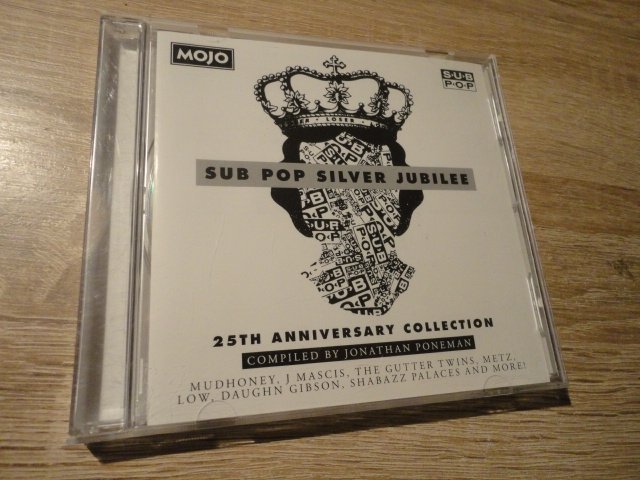 MOJO
SUB
POP
LOSER
SUB POP SILVER JUBILEE
25TH ANNIVERSARY COLLECTION
COMPILED BY JONATHAN PONEMAN
MUDHONEY, J MASCIS, THE GUTTER TWINS, METZ,
LOW, DAUGHN GIBSON, SHABAZZ PALACES AND MORE!